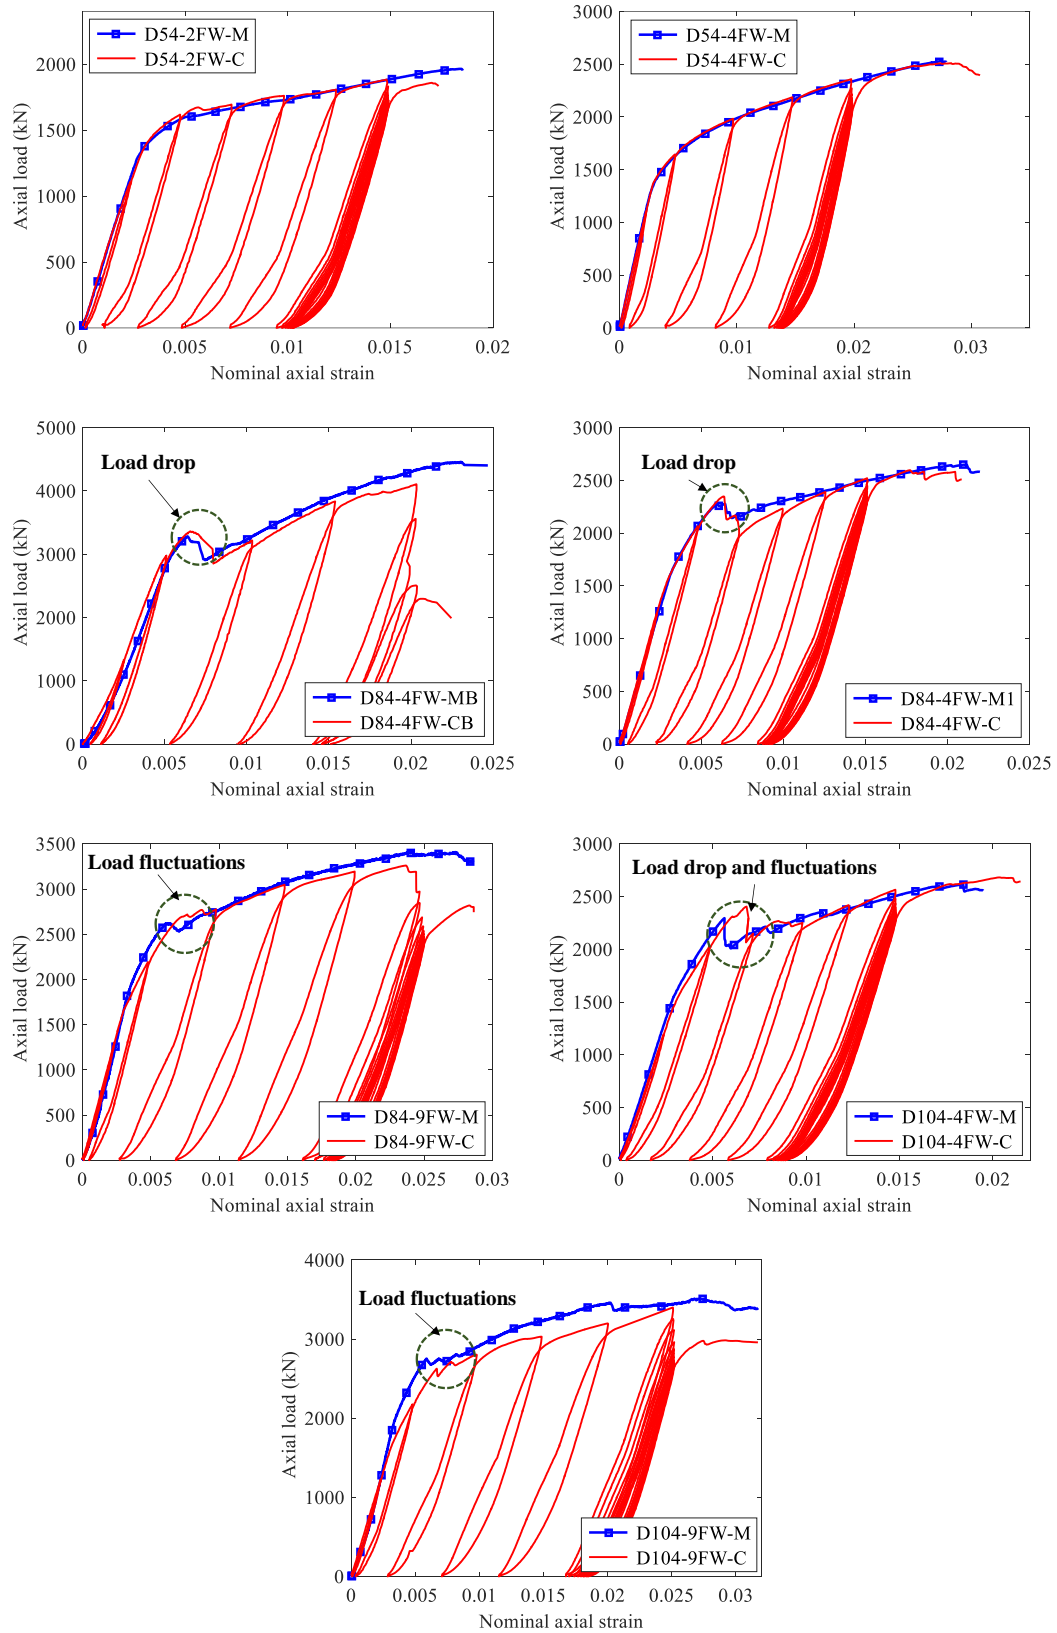 D54-2FW-M
D54-2FW-C
2000
1500
1000
500
0
0
0.005
0.01
0.015
0.02
Axial load (kN)
Nominal axial strain
D54-4FW-M
D54-4FW-C
3000
2500
2000
1500
1000
500
0
0
0.01
0.02
0.03
Axial load (kN)
Nominal axial strain
Load drop
D84-4FW-MB
D84-4FW-CB
5000
4000
3000
2000
1000
0
0
0.005
0.01
0.015
0.02
0.025
Axial load (kN)
Nominal axial strain
Load drop
D84-4FW-M1
D84-4FW-C
3000
2500
2000
1500
1000
500
0
0
0.005
0.01
0.015
0.02
0.025
Axial load (kN)
Nominal axial strain
Load fluctuations
D84-9FW-M
D84-9FW-C
3500
3000
2500
2000
1500
1000
500
0
0
0.005
0.01
0.015
0.02
0.025
0.03
Axial load (kN)
Nominal axial strain
Load drop and fluctuations
D104-4FW-M
D104-4FW-C
3000
2500
2000
1500
1000
500
0
0
0.005
0.01
0.015
0.02
Axial load (kN)
Nominal axial strain
Load fluctuations
D104-9FW-M
D104-9FW-C
4000
3000
2000
1000
0
0
0.005
0.01
0.015
0.02
0.025
0.03
Axial load (kN)
Nominal axial strain